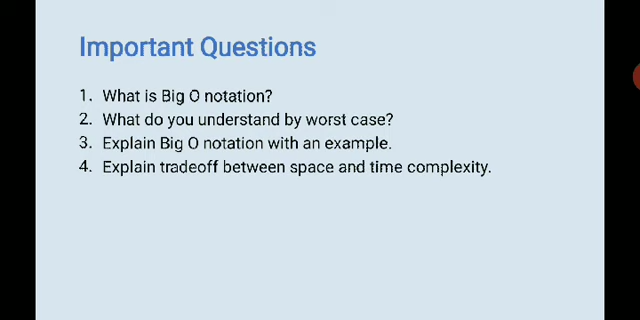 Important Questions
1. What is Big O notation?
2. What do you understand by worst case?
3. Explain Big O notation with an example.
4. Explain tradeoff between space and time complexity.